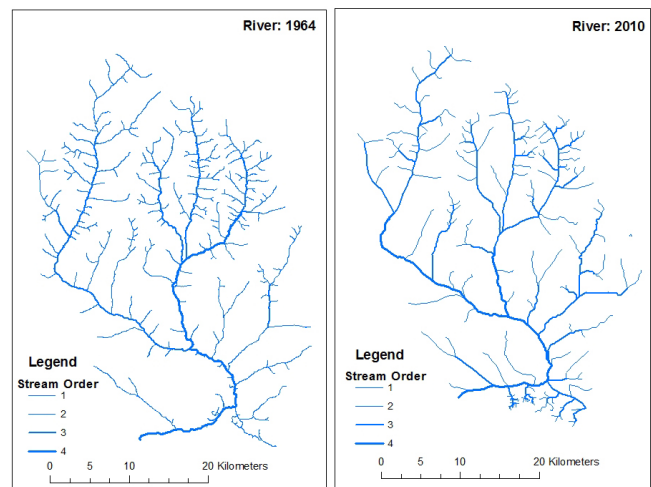 River: 1964
Legend
Stream Order
1
2
3
4
0 5 10 20 Kilometers
River: 2010
Legend
Stream Order
1
2
3
4
0 5 10 20 Kilometers